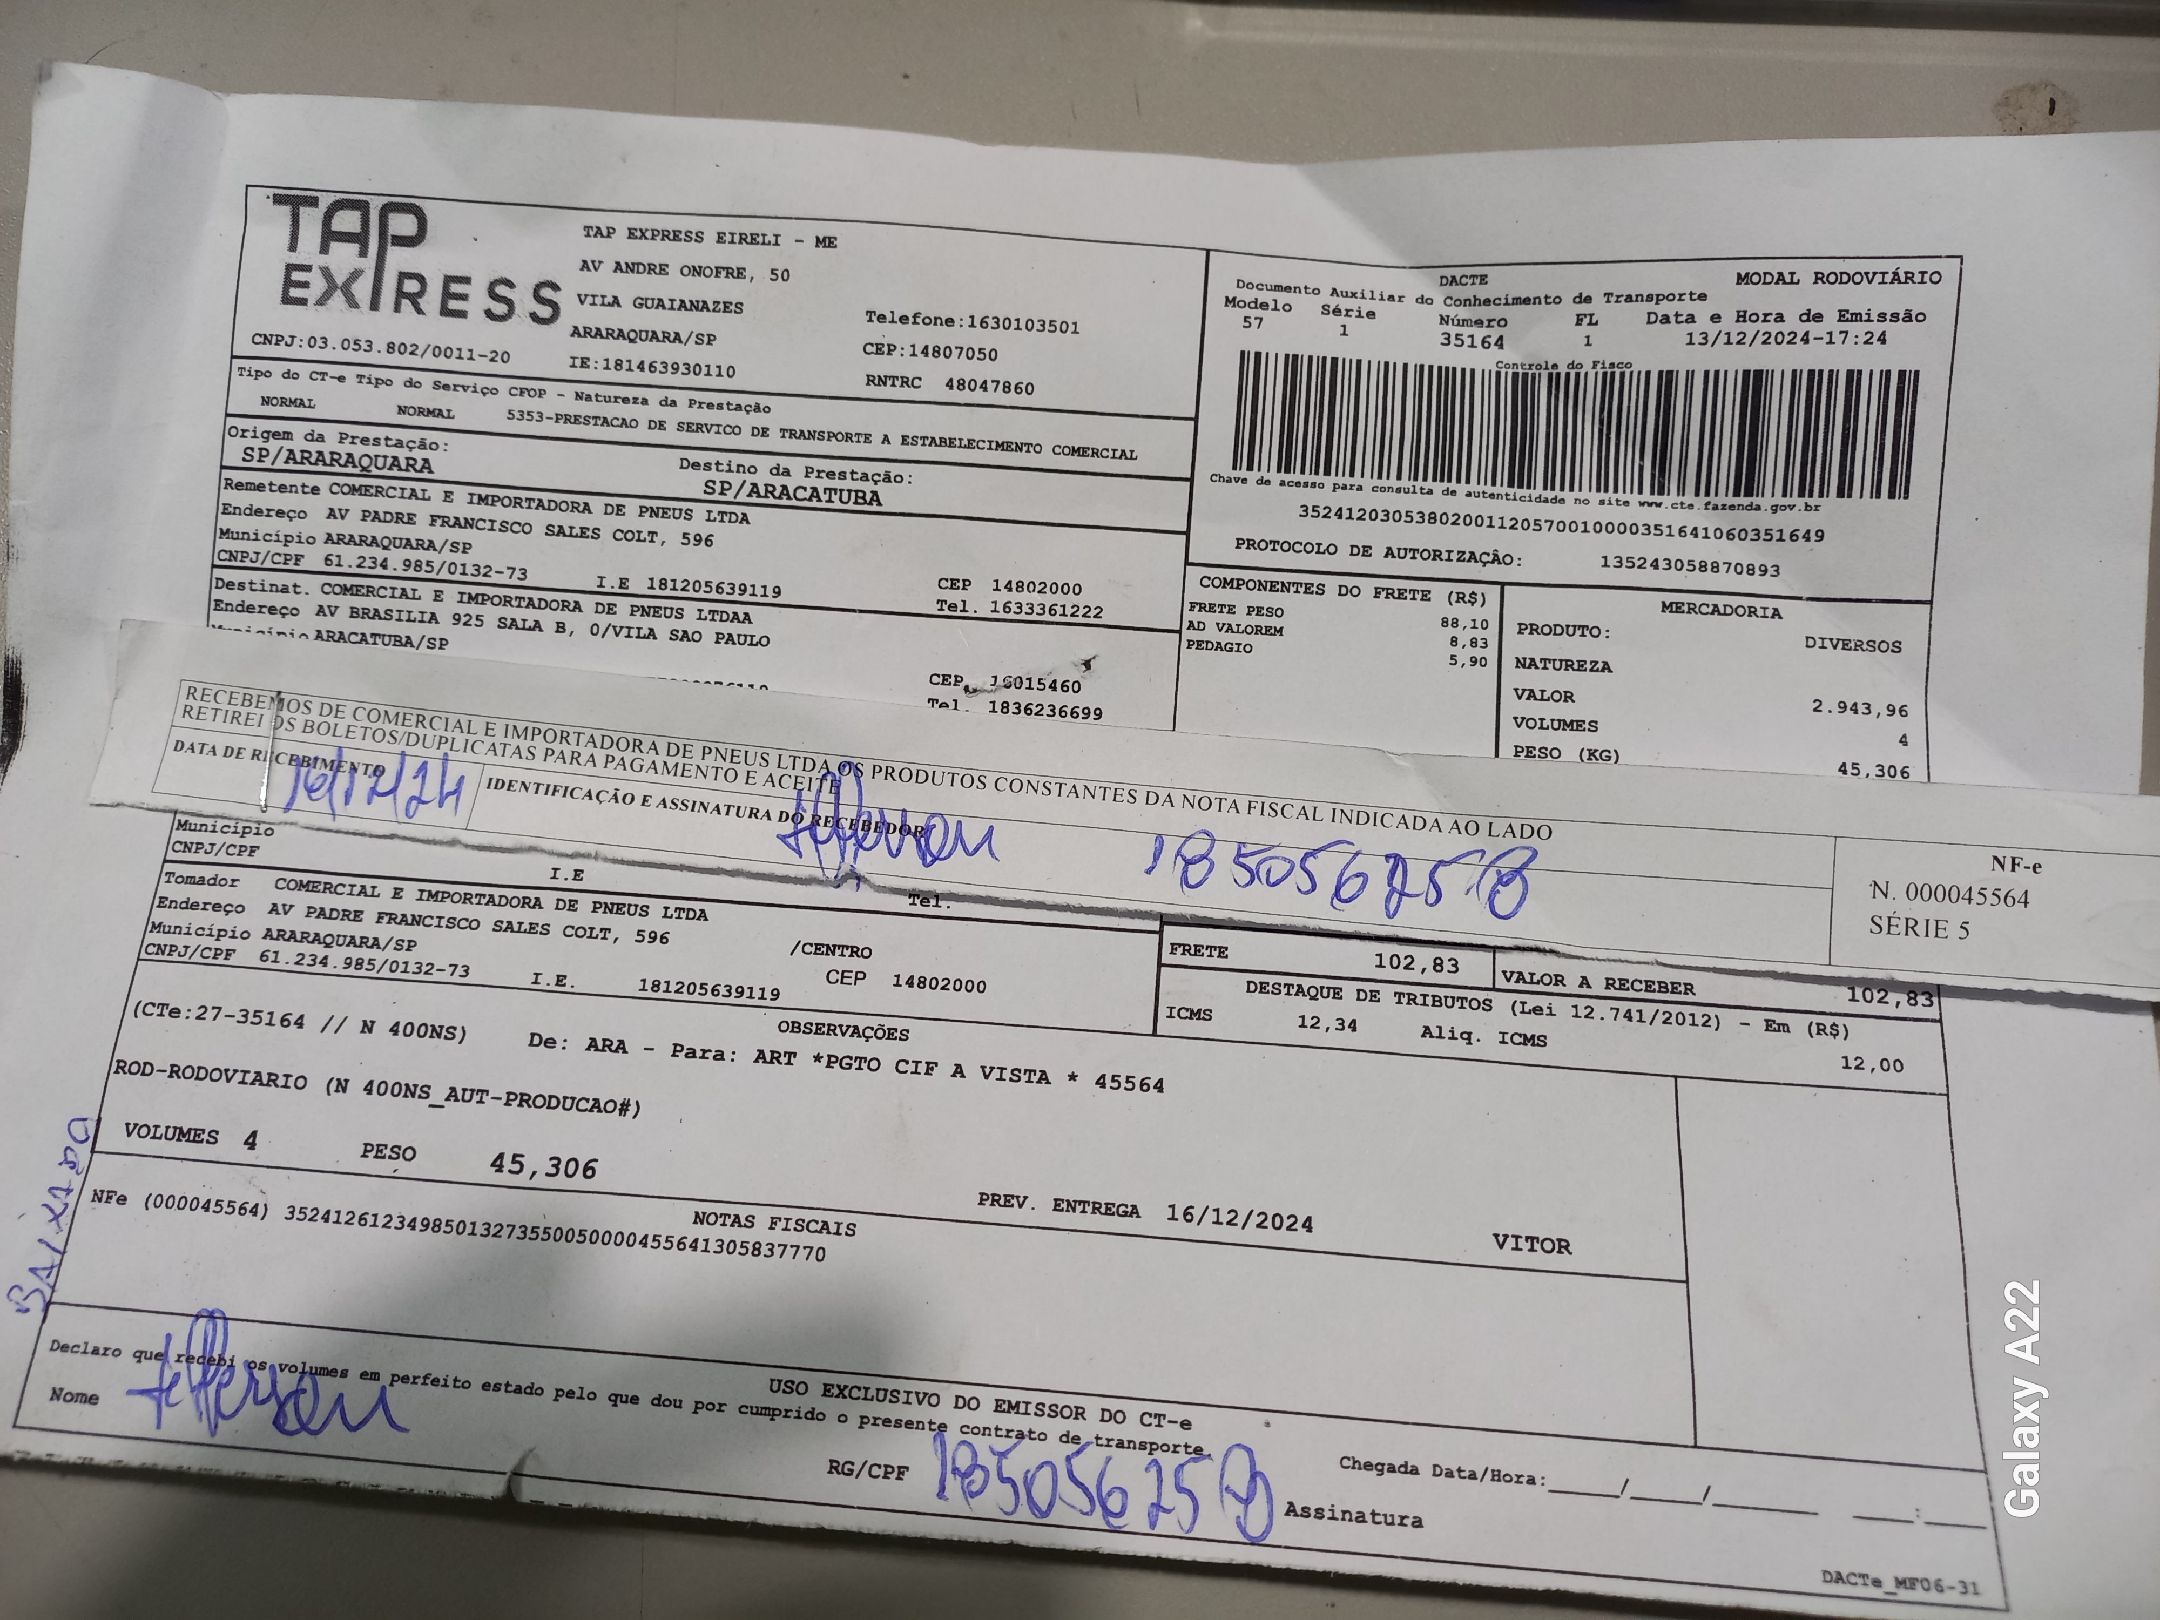 TAP
EXPRESS
TAP EXPRESS EIRELI - ME
AV ANDRE ONOFRE, 50
VILA GUAIANAZES
ARARAQUARA/SP
IE:181463930110
Telefone:1630103501
CEP:14807050
RNTRC 48047860
CNPJ:03.053.802/0011-20
Tipo do CT-e Tipo do Serviço CFOP - Natureza da Prestação
NORMAL NORMAL 5353-PRESTACAO DE SERVICO DE TRANSPORTE A ESTABELECIMENTO COMERCIAL
Origem da Prestação:
SP/ARARAQUARA
Destino da Prestação:
SP/ARACATUBA
Remetente COMERCIAL E IMPORTADORA DE PNEUS LTDA
Endereço AV PADRE FRANCISCO SALES COLT, 596
Município ARARAQUARA/SP
CEP 14802000
CNPJ/CPF 61.234.985/0132-73 I.E 181205639119
Tel. 1633361222
Destinat. COMERCIAL E IMPORTADORA DE PNEUS LTDAA
Endereço AV BRASILIA 925 SALA B, 0/VILA SAO PAULO
Município ARACATUBA/SP
CEP 16015460
Tel. 1836236699
DACTE MODAL RODOVIÁRIO
Documento Auxiliar do Conhecimento de Transporte
Modelo Série Número FL Data e Hora de Emissão
57 1 35164 1 13/12/2024-17:24
Controle do Fisco
Chave de acesso para consulta de autenticidade no site www.cte.fazenda.gov.br
35241203053802001120570010000351641060351649
PROTOCOLO DE AUTORIZAÇÃO: 135243058870893
COMPONENTES DO FRETE (R$)
FRETE PESO 88,10
AD VALOREM 8,83
PEDAGIO 5,90
MERCADORIA
PRODUTO: DIVERSOS
NATUREZA
VALOR 2.943,96
VOLUMES 4
PESO (KG) 45,306
RECEBEMOS DE COMERCIAL E IMPORTADORA DE PNEUS LTDA OS PRODUTOS CONSTANTES DA NOTA FISCAL INDICADA AO LADO
RETIREI OS BOLETOS/DUPLICATAS PARA PAGAMENTO E ACEITE
DATA DE RECEBIMENTO
16/12/24
IDENTIFICAÇÃO E ASSINATURA DO RECEBEDOR
Jefferson 185056258
NF-e
N. 000045564
SÉRIE 5
Município
CNPJ/CPF I.E Tel.
Tomador COMERCIAL E IMPORTADORA DE PNEUS LTDA
Endereço AV PADRE FRANCISCO SALES COLT, 596 /CENTRO
Município ARARAQUARA/SP CEP 14802000
CNPJ/CPF 61.234.985/0132-73 I.E. 181205639119
FRETE 102,83 VALOR A RECEBER 102,83
DESTAQUE DE TRIBUTOS (Lei 12.741/2012) - Em (R$)
ICMS 12,34 Aliq. ICMS 12,00
OBSERVAÇÕES
(CTe:27-35164 // N 400NS) De: ARA - Para: ART *PGTO CIF A VISTA * 45564
ROD-RODOVIARIO (N 400NS_AUT-PRODUCAO#)
VOLUMES 4 PESO 45,306
PREV. ENTREGA 16/12/2024 VITOR
NOTAS FISCAIS
NFe (000045564) 35241261234985013273550050000455641305837770
BAIXADO
USO EXCLUSIVO DO EMISSOR DO CT-e
Declaro que recebi os volumes em perfeito estado pelo que dou por cumprido o presente contrato de transporte
Nome Jefferson
RG/CPF 185056258
Assinatura
Chegada Data/Hora:____/____/______ ___:___
DACTe_MF06-31
Galaxy A22